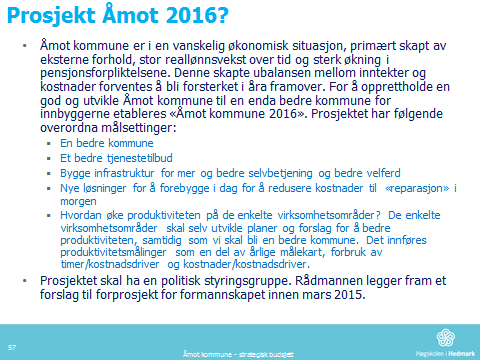 Prosjekt Åmot 2016?
• Åmot kommune er i en vanskelig økonomisk situasjon, primært skapt av
eksterne forhold, stor reallønnsvekst over tid og sterk økning i
pensjonsforpliktelsene. Denne skapte ubalansen mellom inntekter og
kostnader forventes å bli forsterket i åra framover. For å opprettholde en
god og utvikle Åmot kommune til en enda bedre kommune for
innbyggerne etableres «Åmot kommune 2016». Prosjektet har følgende
overordna målsettinger:
▪ En bedre kommune
▪ Et bedre tjenestetilbud
▪ Bygge infrastruktur for mer og bedre selvbetjening og bedre velferd
▪ Nye løsninger for å forebygge i dag for å redusere kostnader til «reparasjon» i
morgen
▪ Hvordan øke produktiviteten på de enkelte virksomhetsområder? De enkelte
virksomhetsområder skal selv utvikle planer og forslag for å bedre
produktiviteten, samtidig som vi skal bli en bedre kommune. Det innføres
produktivitetsmålinger som en del av årlige målekart, forbruk av
timer/kostnadsdriver og kostnader/kostnadsdriver.
• Prosjektet skal ha en politisk styringsgruppe. Rådmannen legger fram et
forslag til forprosjekt for formannskapet innen mars 2015.
57
Åmot kommune - strategisk budsjett
Høgskolen i Hedmark